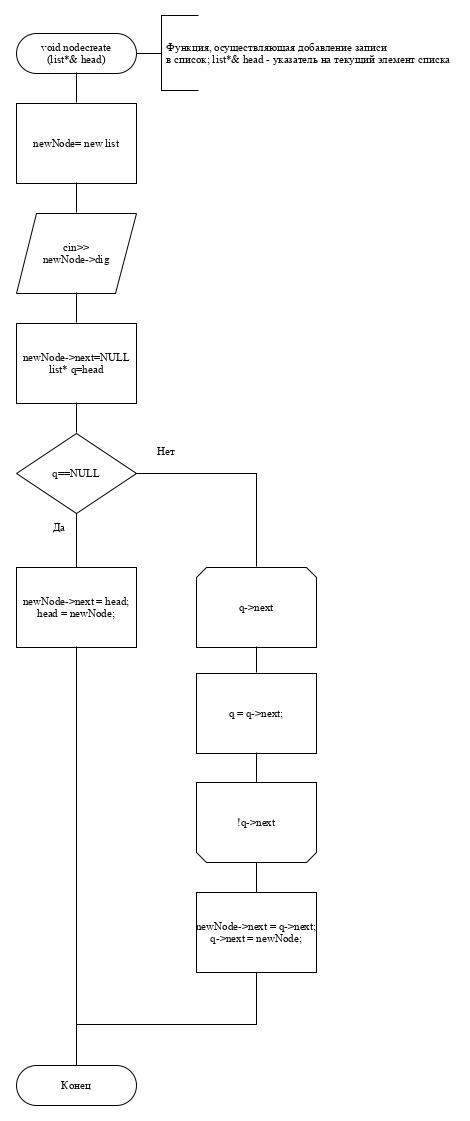 void nodecreate
(list*& head)
Функция, осуществляющая добавление записи
в список; list*& head - указатель на текущий элемент списка
newNode= new list
cin>>
newNode->dig
newNode->next=NULL
list* q=head
Нет
q==NULL
Да
newNode->next = head;
head = newNode;
q->next
q = q->next;
!q->next
newNode->next = q->next;
q->next = newNode;
Конец